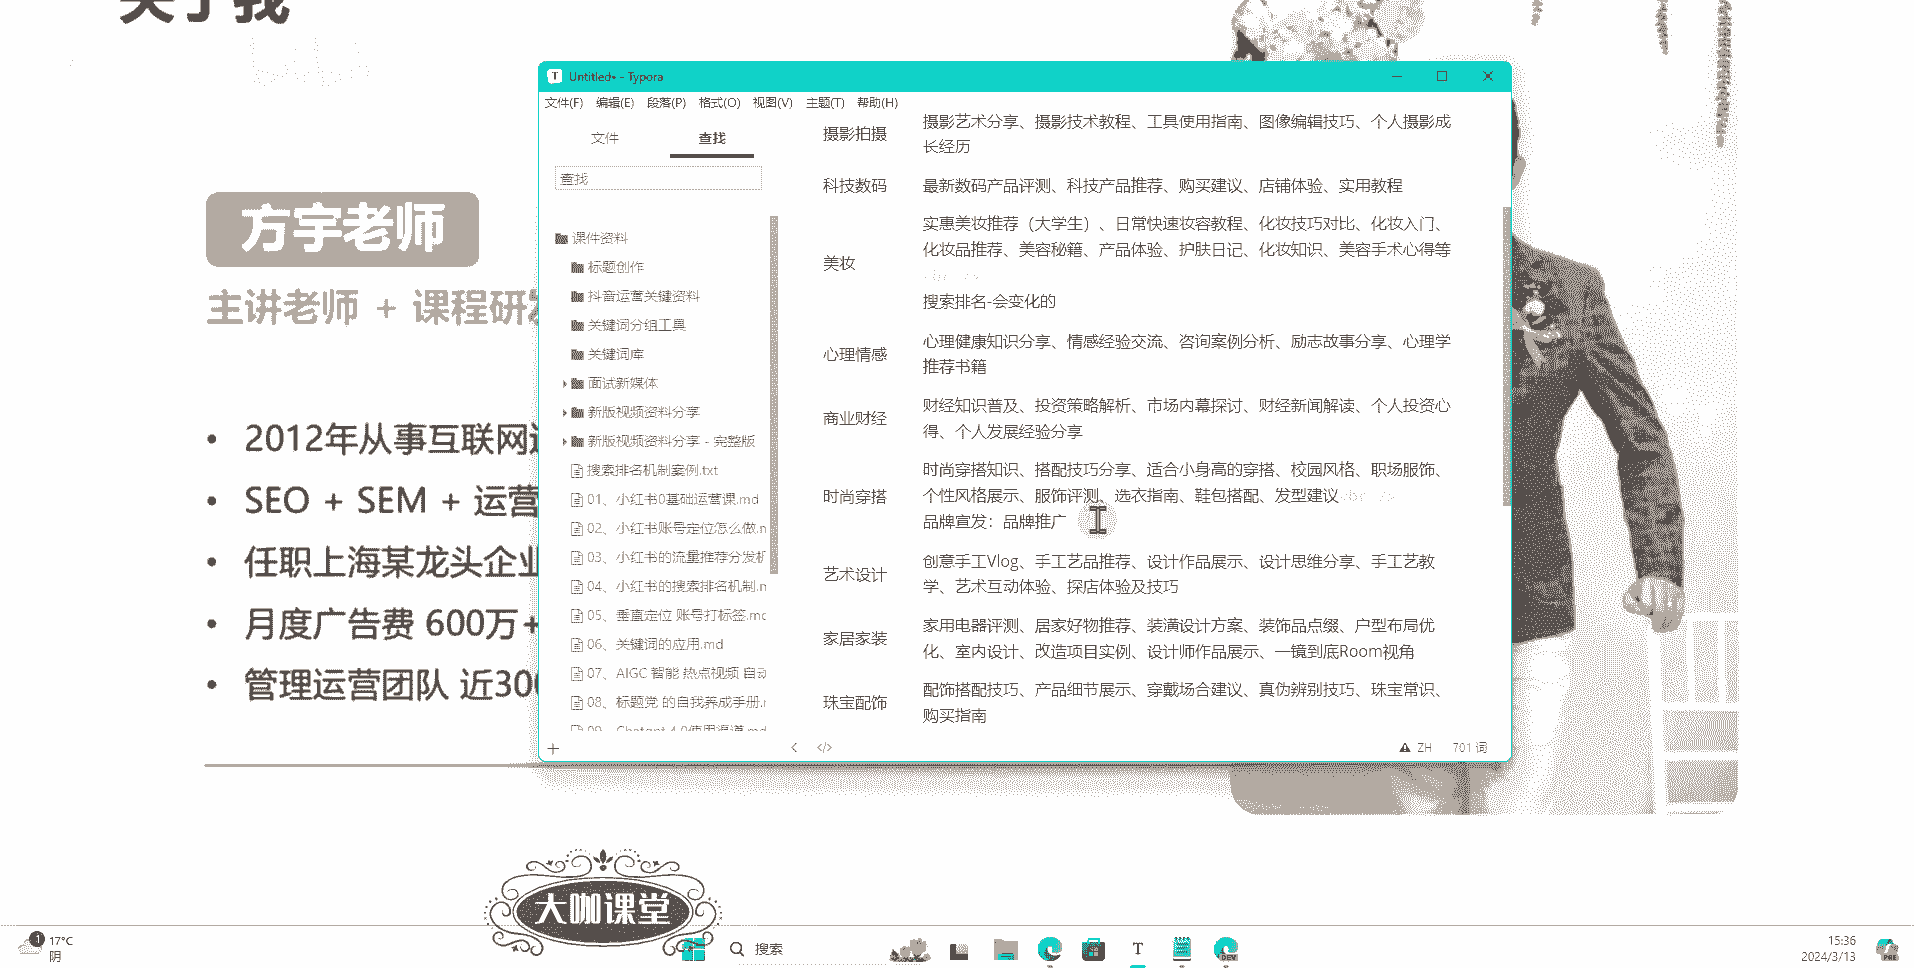 关于我
方宇老师
主讲老师 + 课程研发
2012年从事互联网运
SEO + SEM + 运营
任职上海某龙头企业
月度广告费 600万+
管理运营团队 近300
Untitled• - Typora
文件(F) 编辑(E) 段落(P) 格式(O) 视图(V) 主题(T) 帮助(H)
文件 查找
查找
课件资料
标题创作
抖音运营关键资料
关键词分组工具
关键词库
面试新媒体
新版视频资料分享
新版视频资料分享 - 完整版
搜索排名机制案例.txt
01、小红书0基础运营课.md
02、小红书账号定位怎么做.n
03、小红书的流量推荐分发机
04、小红书的搜索排名机制.n
05、垂直定位 账号打标签.mc
06、关键词的应用.md
07、AIGC 智能 热点视频 自动
08、标题党 的自我养成手册.r
09、Chatgpt 4.0使用渠道.md
摄影拍摄
摄影艺术分享、摄影技术教程、工具使用指南、图像编辑技巧、个人摄影成
长经历
科技数码
最新数码产品评测、科技产品推荐、购买建议、店铺体验、实用教程
美妆
实惠美妆推荐（大学生）、日常快速妆容教程、化妆技巧对比、化妆入门、
化妆品推荐、美容秘籍、产品体验、护肤日记、化妆知识、美容手术心得等
搜索排名-会变化的
心理情感
心理健康知识分享、情感经验交流、咨询案例分析、励志故事分享、心理学
推荐书籍
商业财经
财经知识普及、投资策略解析、市场内幕探讨、财经新闻解读、个人投资心
得、个人发展经验分享
时尚穿搭
时尚穿搭知识、搭配技巧分享、适合小身高的穿搭、校园风格、职场服饰、
个性风格展示、服饰评测、选衣指南、鞋包搭配、发型建议
品牌宣发：品牌推广
艺术设计
创意手工Vlog、手工艺品推荐、设计作品展示、设计思维分享、手工艺教
学、艺术互动体验、探店体验及技巧
家居家装
家用电器评测、居家好物推荐、装潢设计方案、装饰品点缀、户型布局优
化、室内设计、改造项目实例、设计师作品展示、一镜到底Room视角
珠宝配饰
配饰搭配技巧、产品细节展示、穿戴场合建议、真伪辨别技巧、珠宝常识、
购买指南
ZH 701 词
大咖课堂
1 17°C
阴
搜索
T
DEV
15:36
2024/3/13
PRE